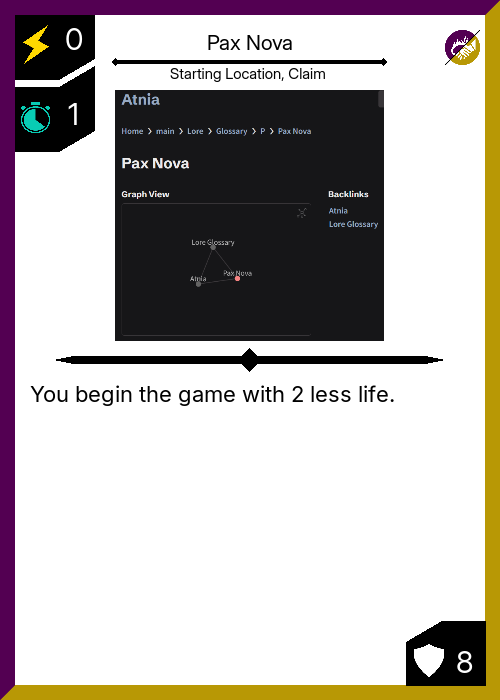 0
Pax Nova
Starting Location, Claim
1
Atnia
Home > main > Lore > Glossary > P > Pax Nova
Pax Nova
Graph View
Backlinks
Atnia
Lore Glossary
Lore Glossary
Pax Nova
Atnia
You begin the game with 2 less life.
8